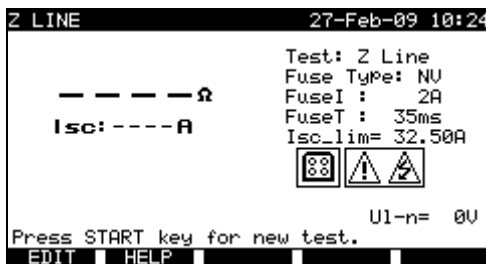 Z LINE 27-Feb-09 10:24
Test: Z Line
Fuse Type: NV
----Ω FuseI : 2A
FuseT : 35ms
Isc:----A
Isc_lim= 32.50A
Ul-n= 0V
Press START key for new test.
EDIT HELP